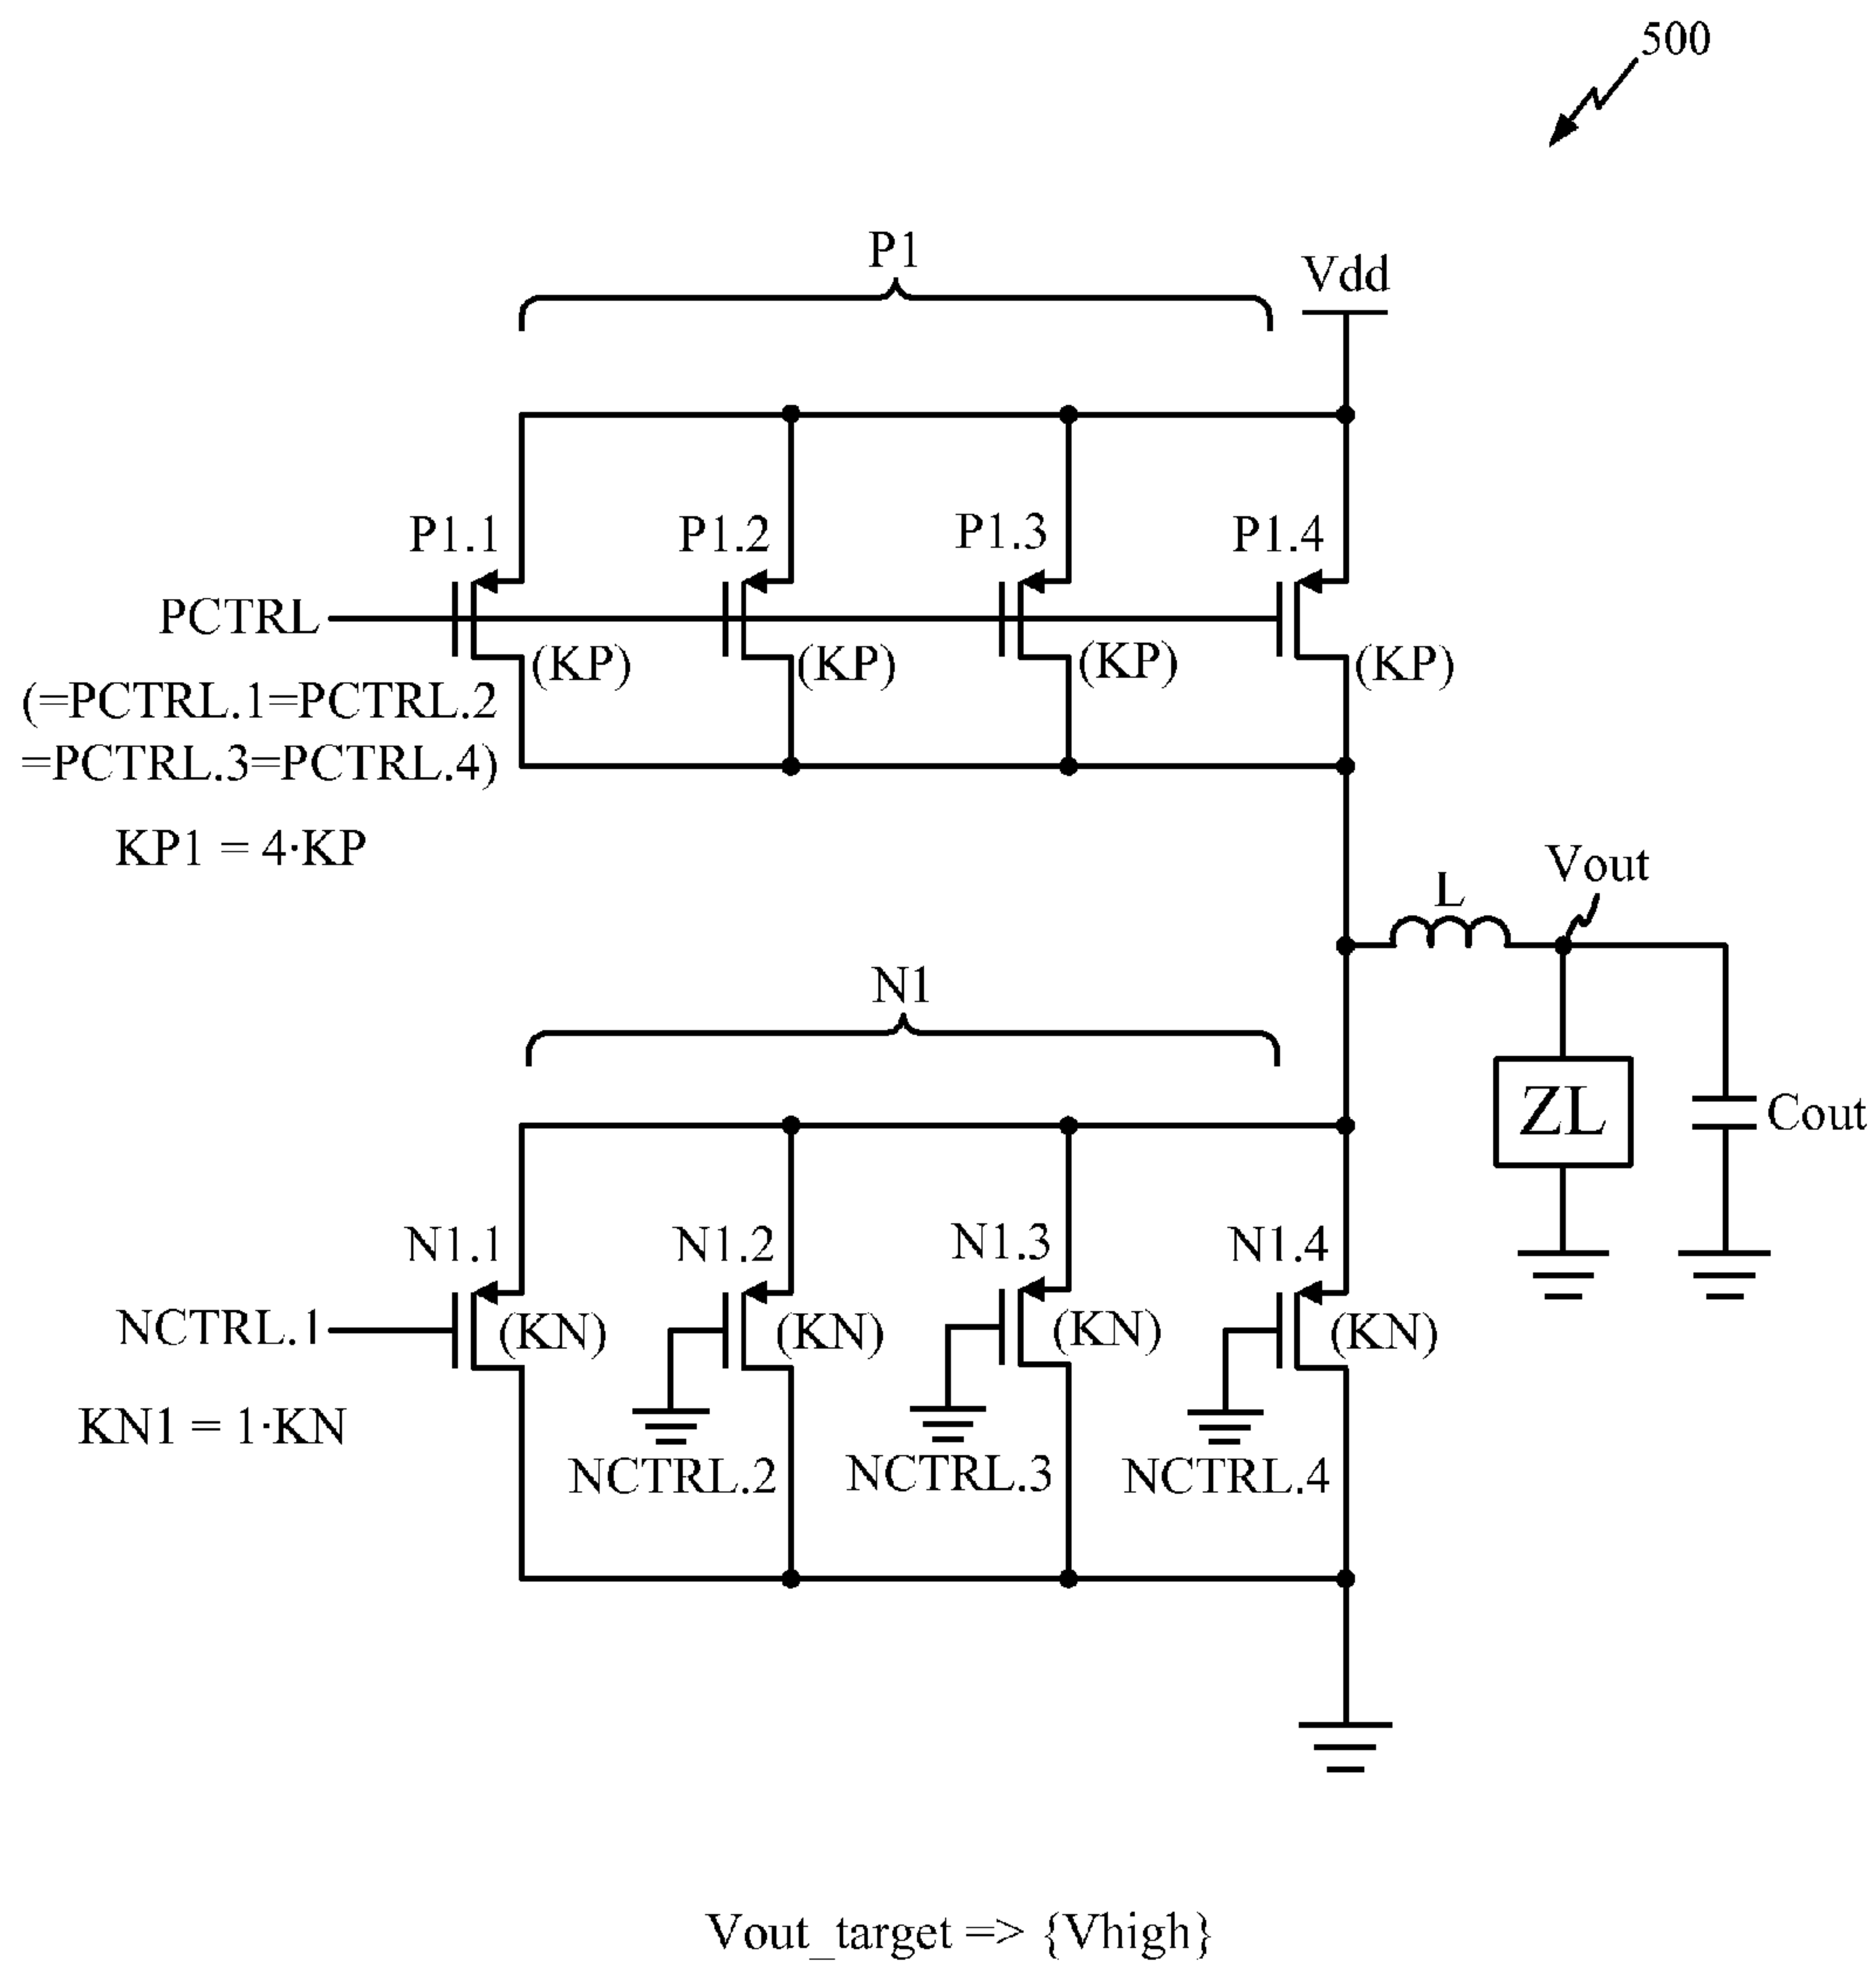 500
P1
Vdd
P1.1
P1.2
P1.3
P1.4
PCTRL
(KP)
(KP)
(KP)
(KP)
(=PCTRL.1=PCTRL.2
=PCTRL.3=PCTRL.4)
KP1 = 4·KP
Vout
L
N1
ZL
Cout
N1.1
N1.2
N1.3
N1.4
NCTRL.1
(KN)
(KN)
(KN)
(KN)
KN1 = 1·KN
NCTRL.2
NCTRL.3
NCTRL.4
Vout_target => {Vhigh}